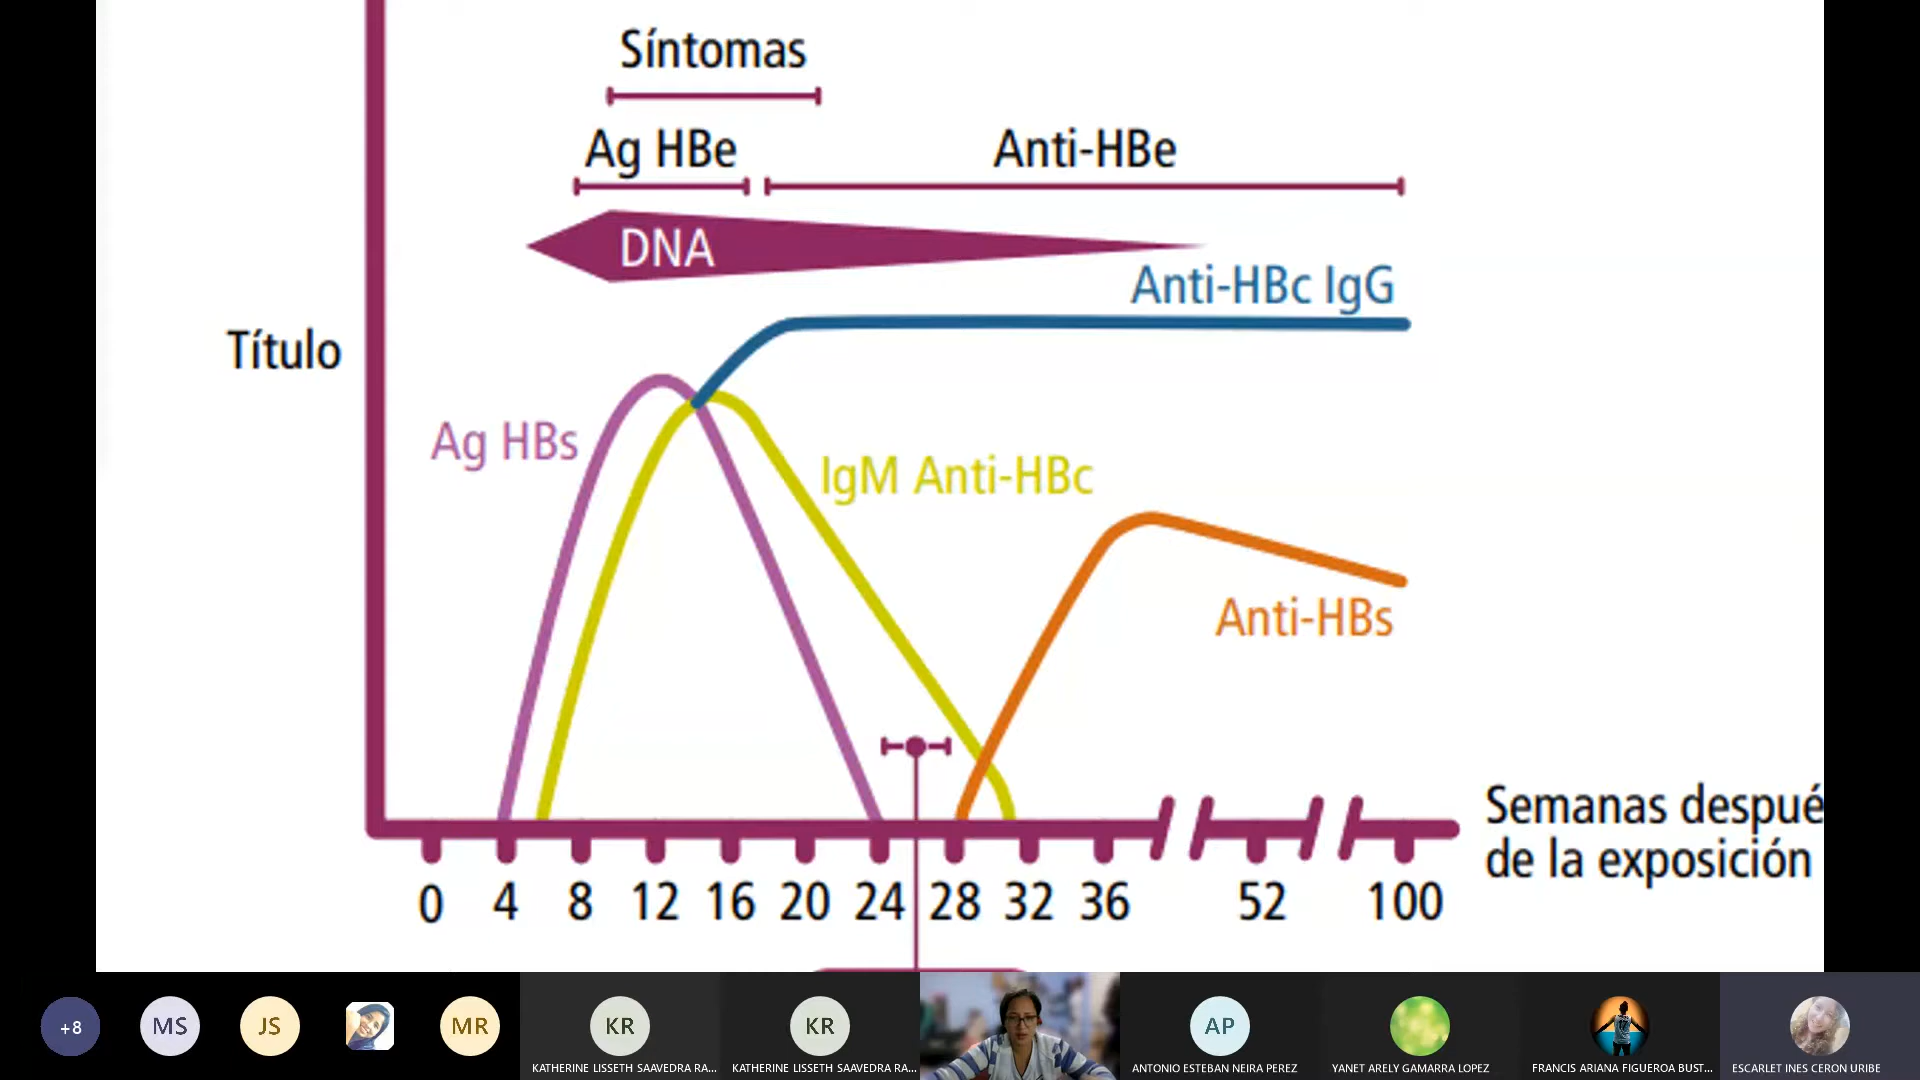 Síntomas
Ag HBe
Anti-HBe
DNA
Anti-HBc IgG
Título
Ag HBs
IgM Anti-HBc
Anti-HBs
Semanas despué
de la exposición
0 4 8 12 16 20 24 28 32 36 52 100
+8
MS
JS
MR
KR
KATHERINE LISSETH SAAVEDRA RA...
KR
KATHERINE LISSETH SAAVEDRA RA...
AP
ANTONIO ESTEBAN NEIRA PEREZ
YANET ARELY GAMARRA LOPEZ
FRANCIS ARIANA FIGUEROA BUST...
ESCARLET INES CERON URIBE